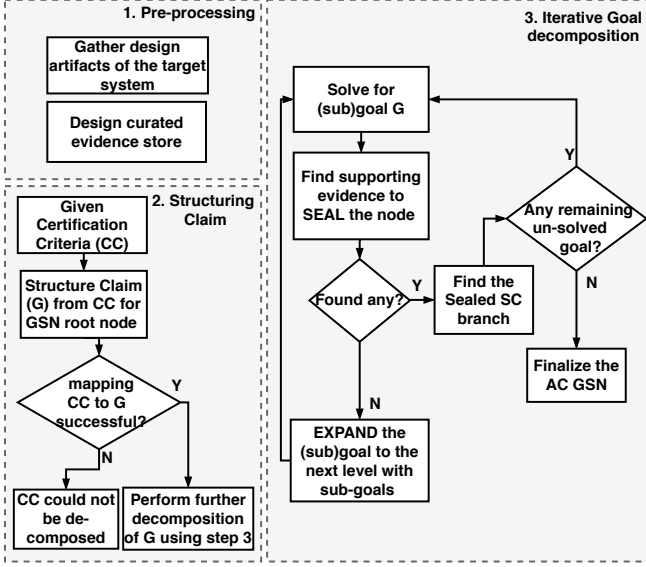 1. Pre-processing
Gather design
artifacts of the target
system
Design curated
evidence store
2. Structuring
Claim
Given
Certification
Criteria (CC)
Structure Claim
(G) from CC for
GSN root node
mapping
CC to G
successful?
Y
N
CC could not
be de-
composed
Perform further
decomposition
of G using step 3
3. Iterative Goal
decomposition
Solve for
(sub)goal G
Find supporting
evidence to
SEAL the node
Found any?
Y
N
Find the
Sealed SC
branch
EXPAND the
(sub)goal to the
next level with
sub-goals
Any remaining
un-solved
goal?
Y
N
Finalize the
AC GSN